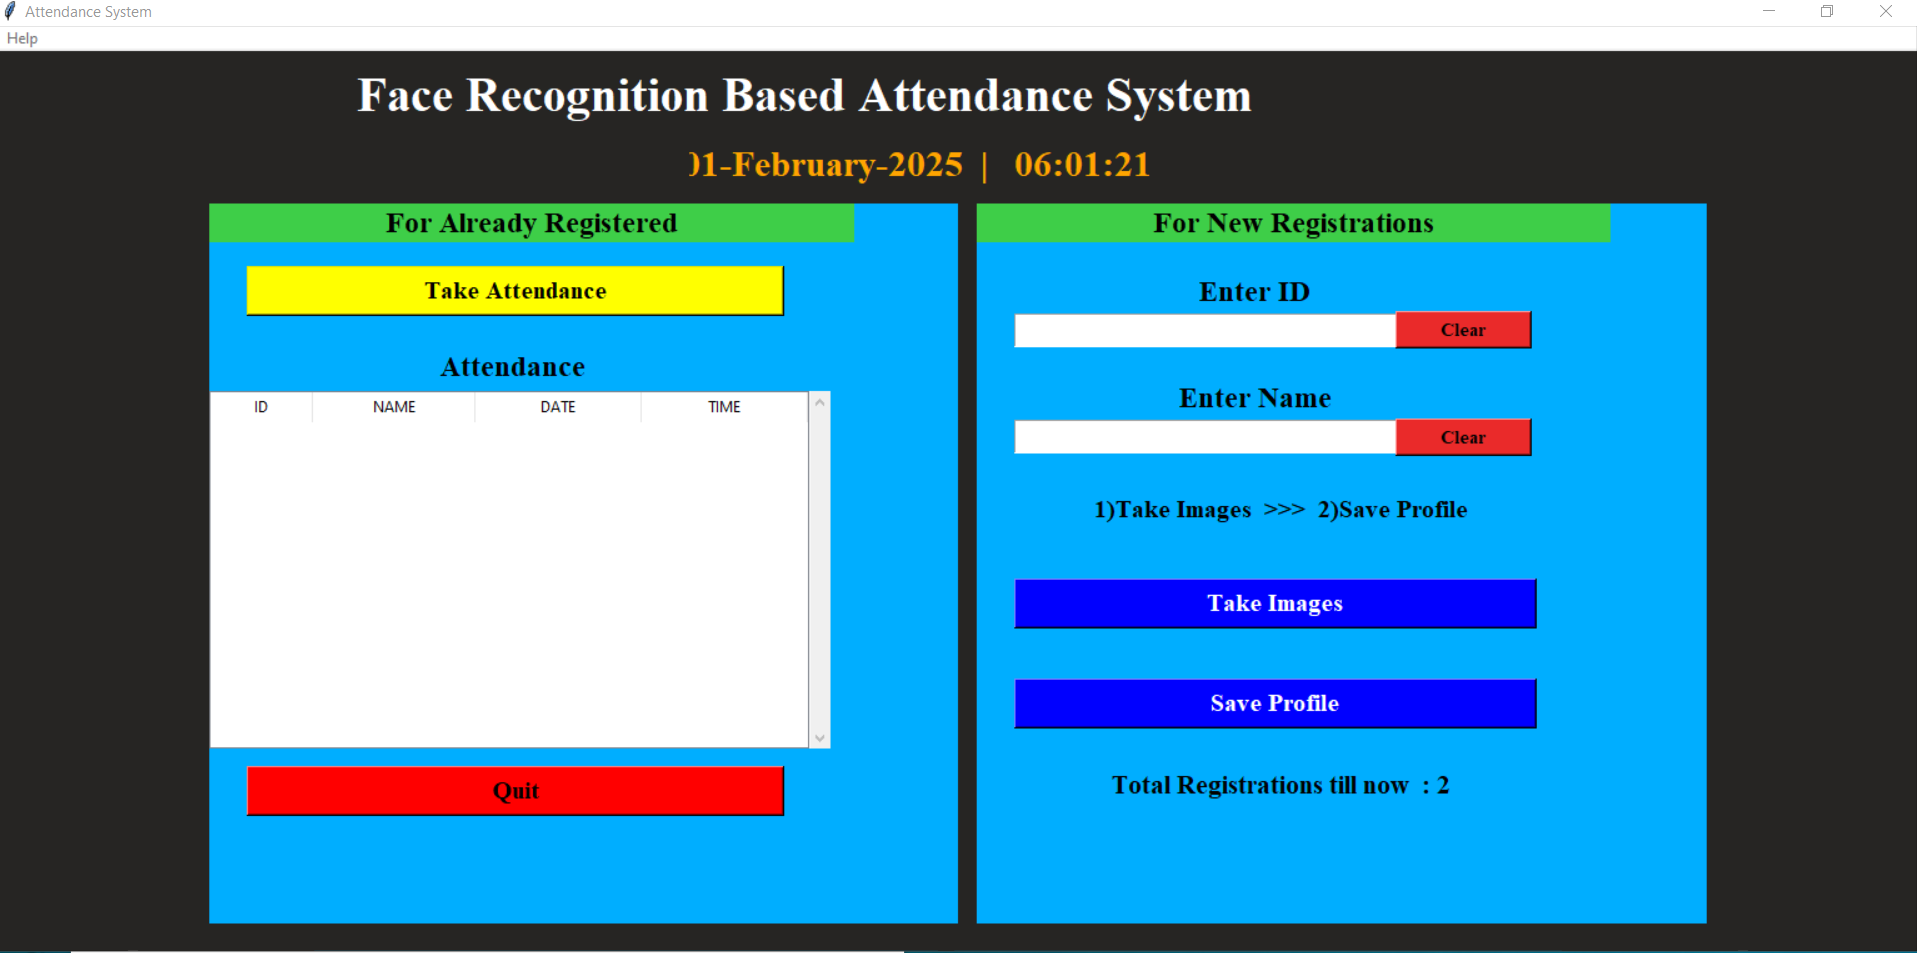 Attendance System
Help
Face Recognition Based Attendance System
01-February-2025 | 06:01:21
For Already Registered
Take Attendance
Attendance
ID NAME DATE TIME
Quit
For New Registrations
Enter ID
Clear
Enter Name
Clear
1)Take Images >>> 2)Save Profile
Take Images
Save Profile
Total Registrations till now : 2